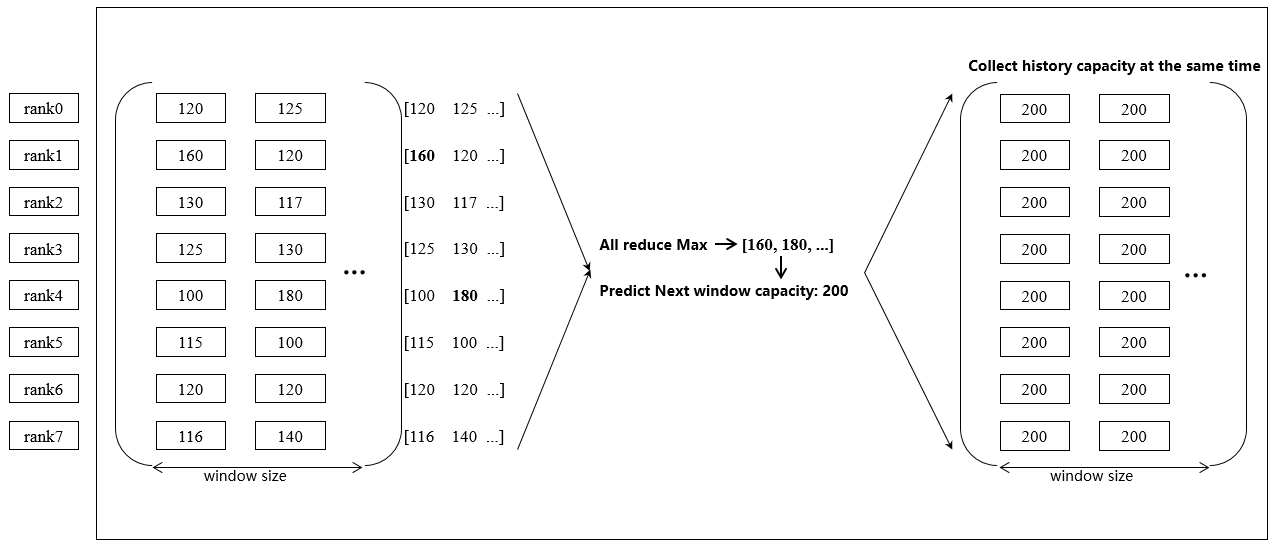 Collect history capacity at the same time
rank0 120 125 [120 125 ...] 200 200
rank1 160 120 [160 120 ...] 200 200
rank2 130 117 [130 117 ...] 200 200
rank3 125 130 [125 130 ...] All reduce Max [160, 180, ...] 200 200
... ...
rank4 100 180 [100 180 ...] Predict Next window capacity: 200 200 200
rank5 115 100 [115 100 ...] 200 200
rank6 120 120 [120 120 ...] 200 200
rank7 116 140 [116 140 ...] 200 200
window size window size